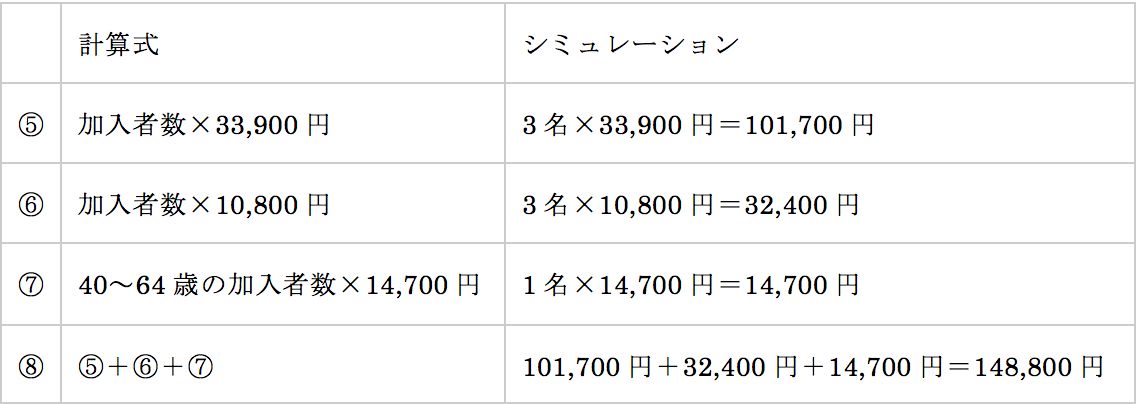 計算式 シミュレーション
⑤ 加入者数×33,900 円 3 名×33,900 円＝101,700 円
⑥ 加入者数×10,800 円 3 名×10,800 円＝32,400 円
⑦ 40〜64 歳の加入者数×14,700 円 1 名×14,700 円＝14,700 円
⑧ ⑤＋⑥＋⑦ 101,700 円＋32,400 円＋14,700 円＝148,800 円